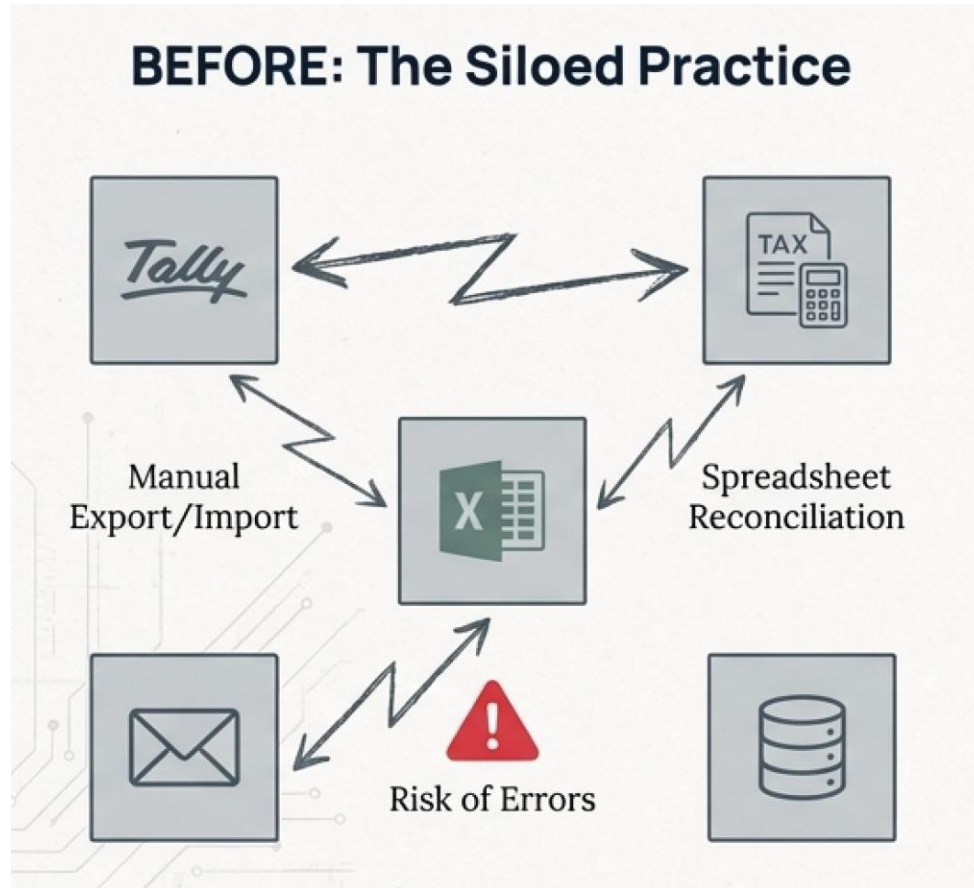 BEFORE: The Siloed Practice
Tally
TAX
X
Manual
Export/Import
Spreadsheet
Reconciliation
Risk of Errors